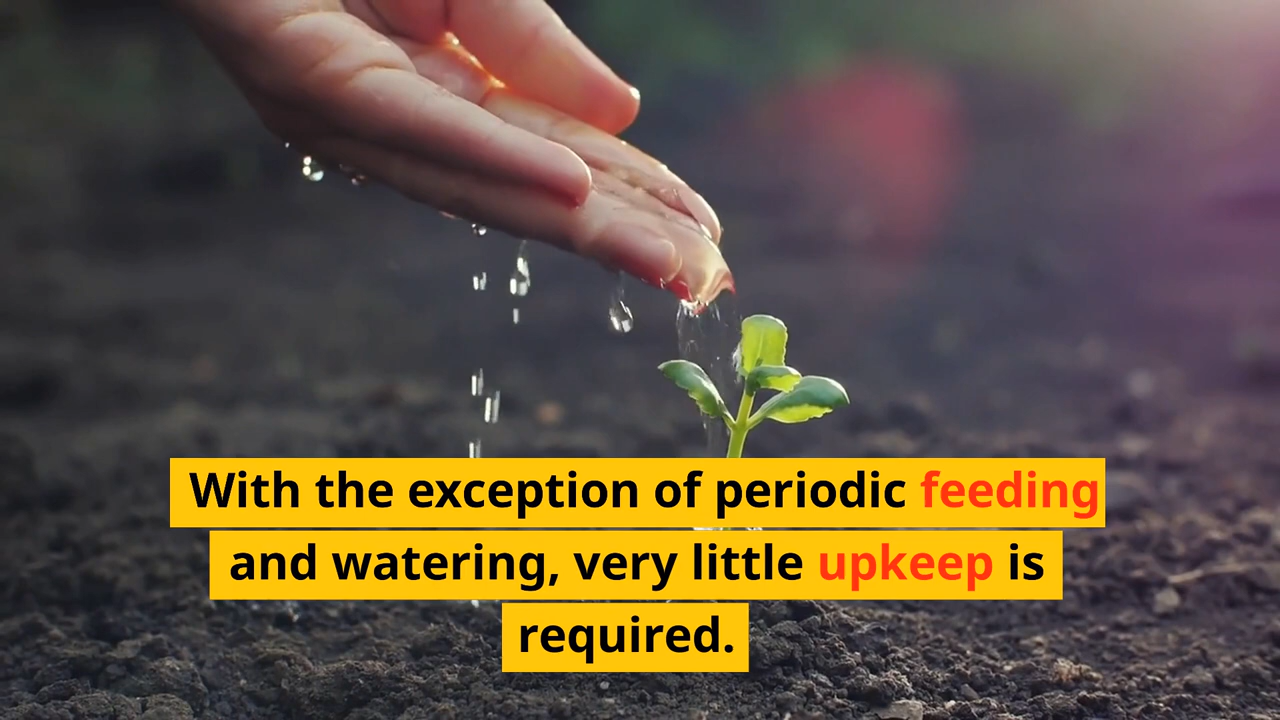 With the exception of periodic feeding
and watering, very little upkeep is
required.